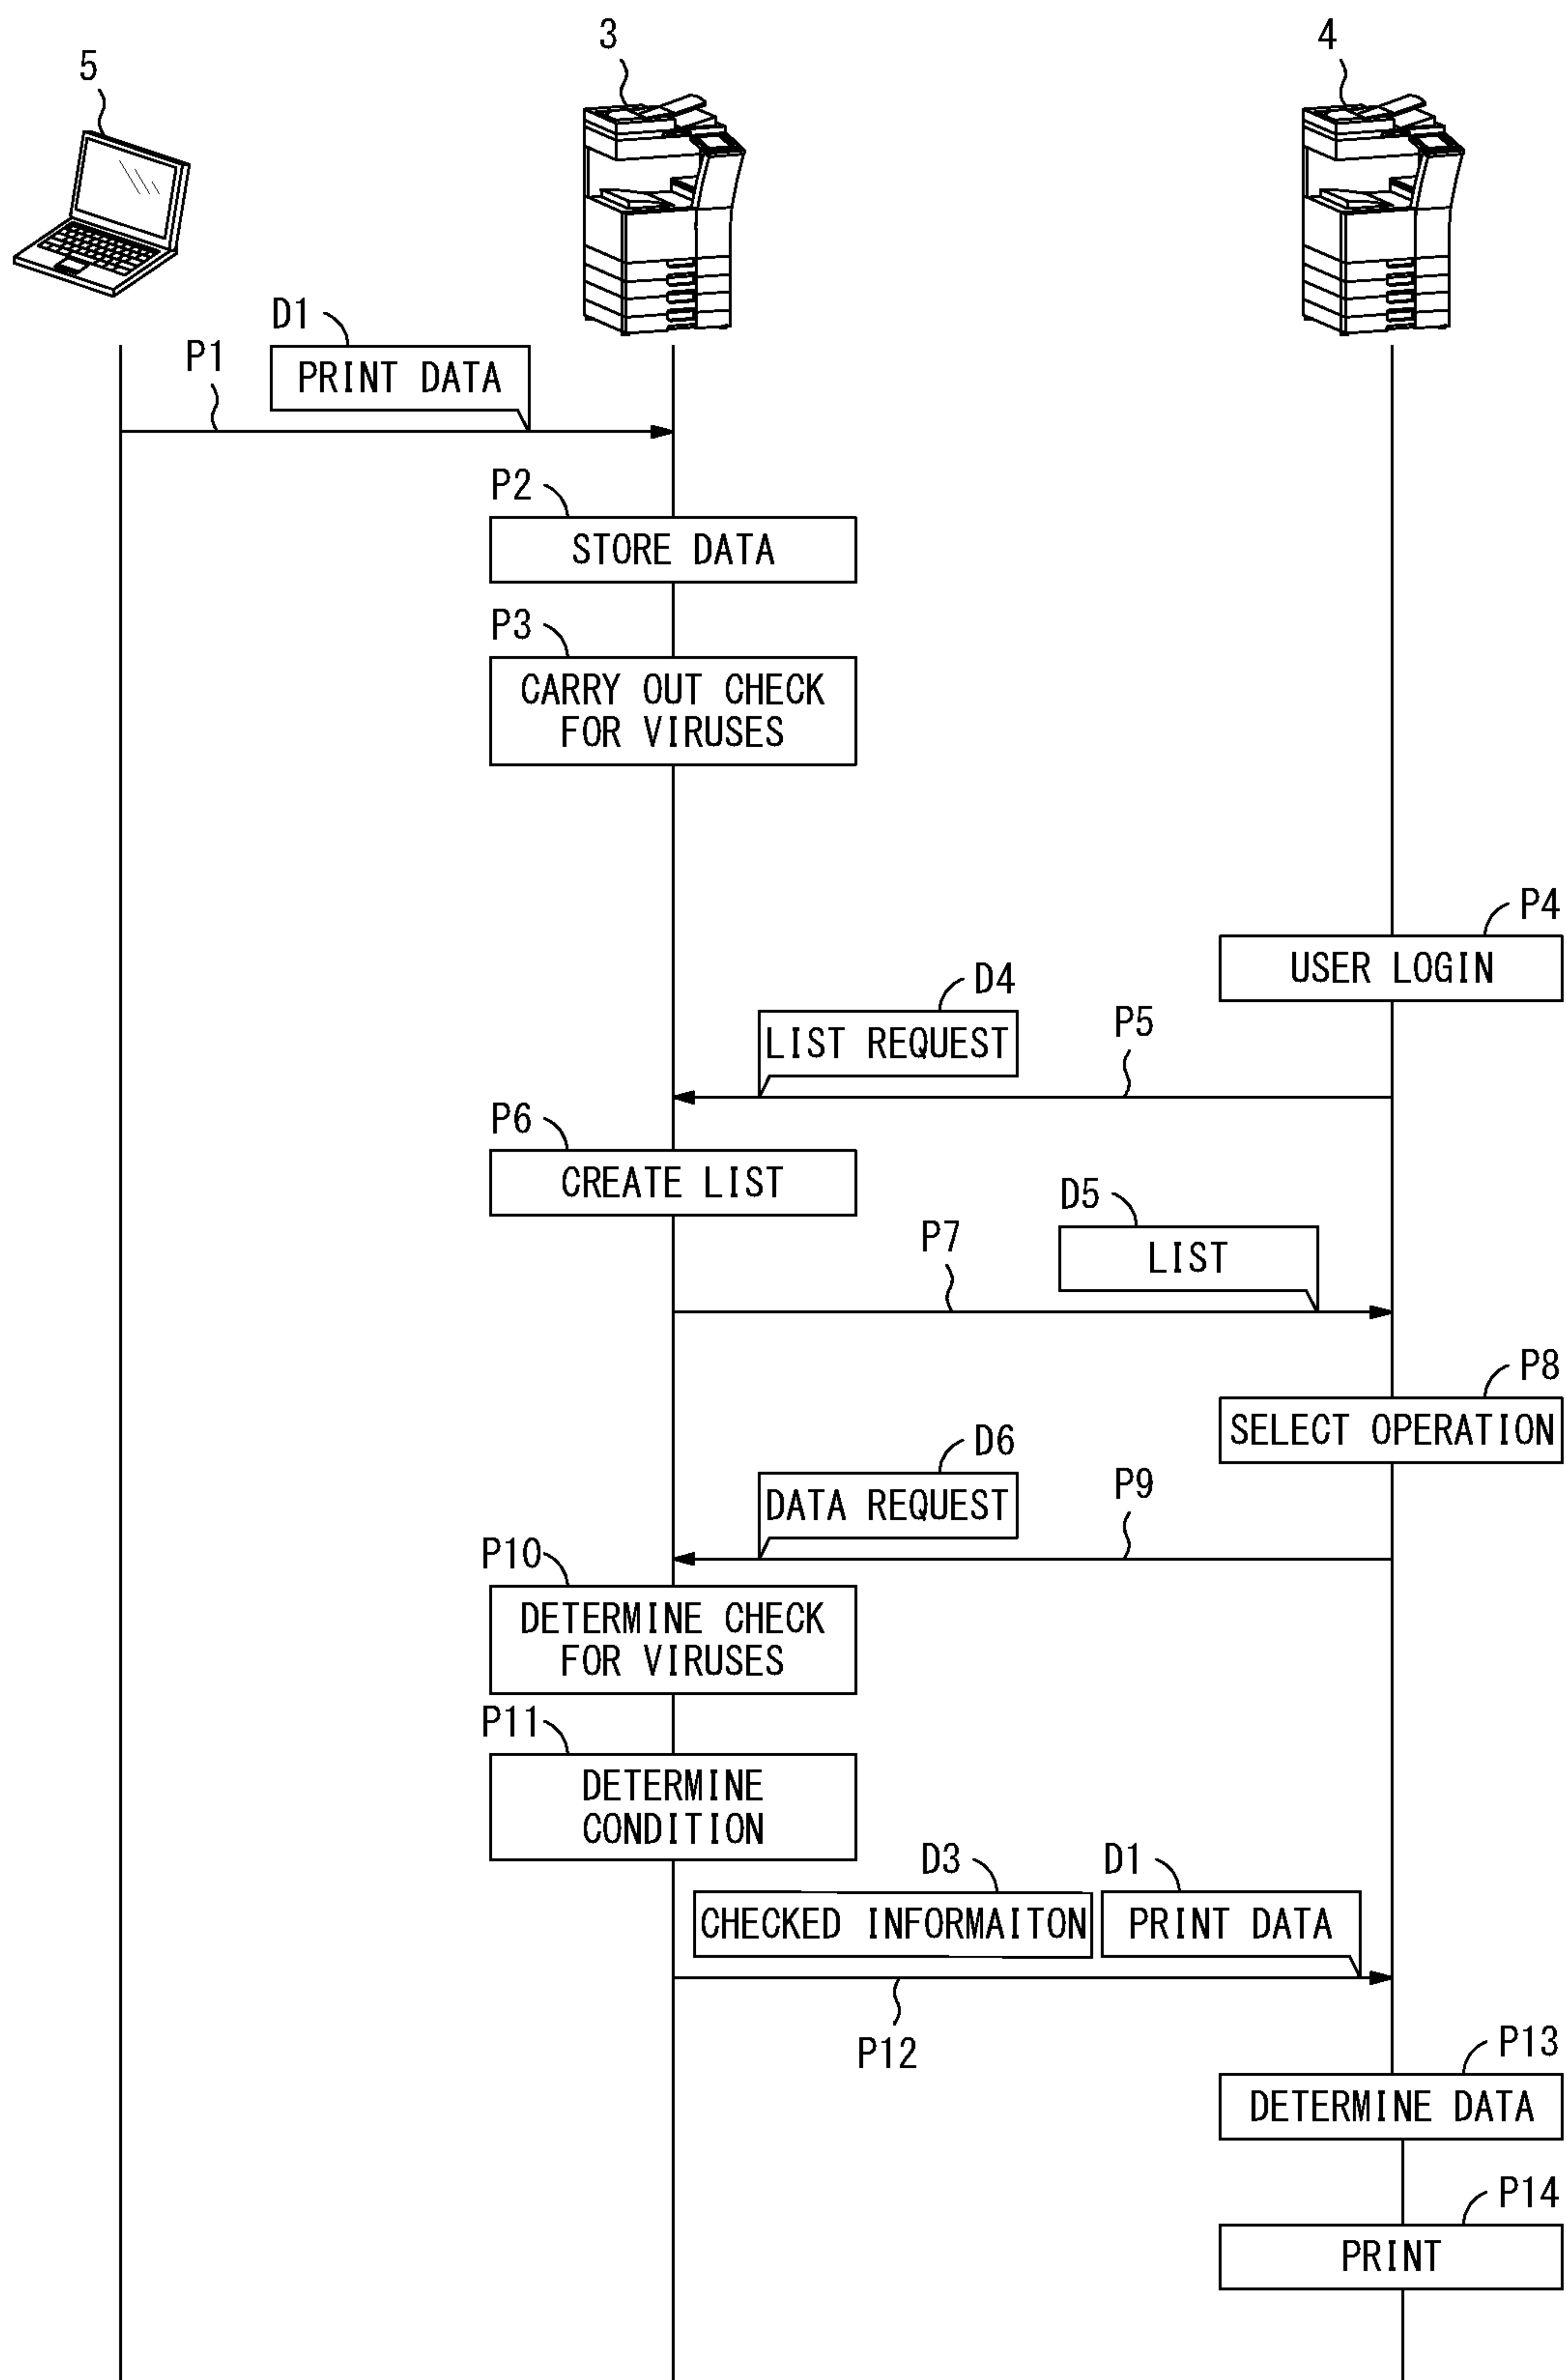 3
4
5
D1
P1
PRINT DATA
P2
STORE DATA
P3
CARRY OUT CHECK
FOR VIRUSES
P4
USER LOGIN
D4
LIST REQUEST
P5
P6
CREATE LIST
D5
P7
LIST
P8
SELECT OPERATION
D6
DATA REQUEST
P9
P10
DETERMINE CHECK
FOR VIRUSES
P11
DETERMINE
CONDITION
D3
D1
CHECKED INFORMAITON
PRINT DATA
P12
P13
DETERMINE DATA
P14
PRINT